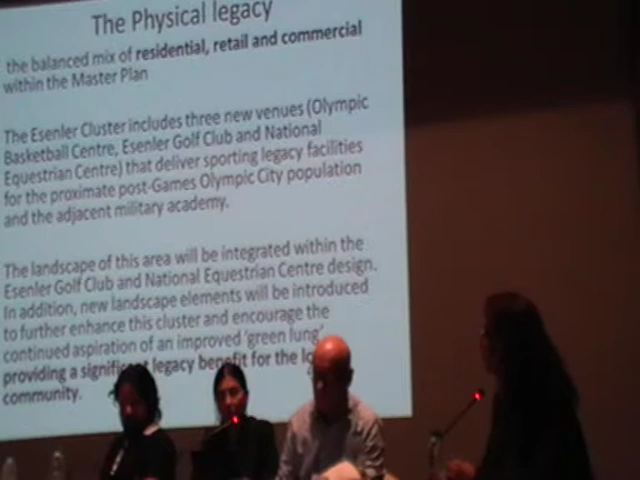 The Physical legacy
the balanced mix of residential, retail and commercial
within the Master Plan
The Esenler Cluster includes three new venues (Olympic
Basketball Centre, Esenler Golf Club and National
Equestrian Centre) that deliver sporting legacy facilities
for the proximate post-Games Olympic City population
and the adjacent military academy.
The landscape of this area will be integrated within the
Esenler Golf Club and National Equestrian Centre design.
In addition, new landscape elements will be introduced
to further enhance this cluster and encourage the
continued aspiration of an improved 'green lung'
providing a significant legacy benefit for the
community.